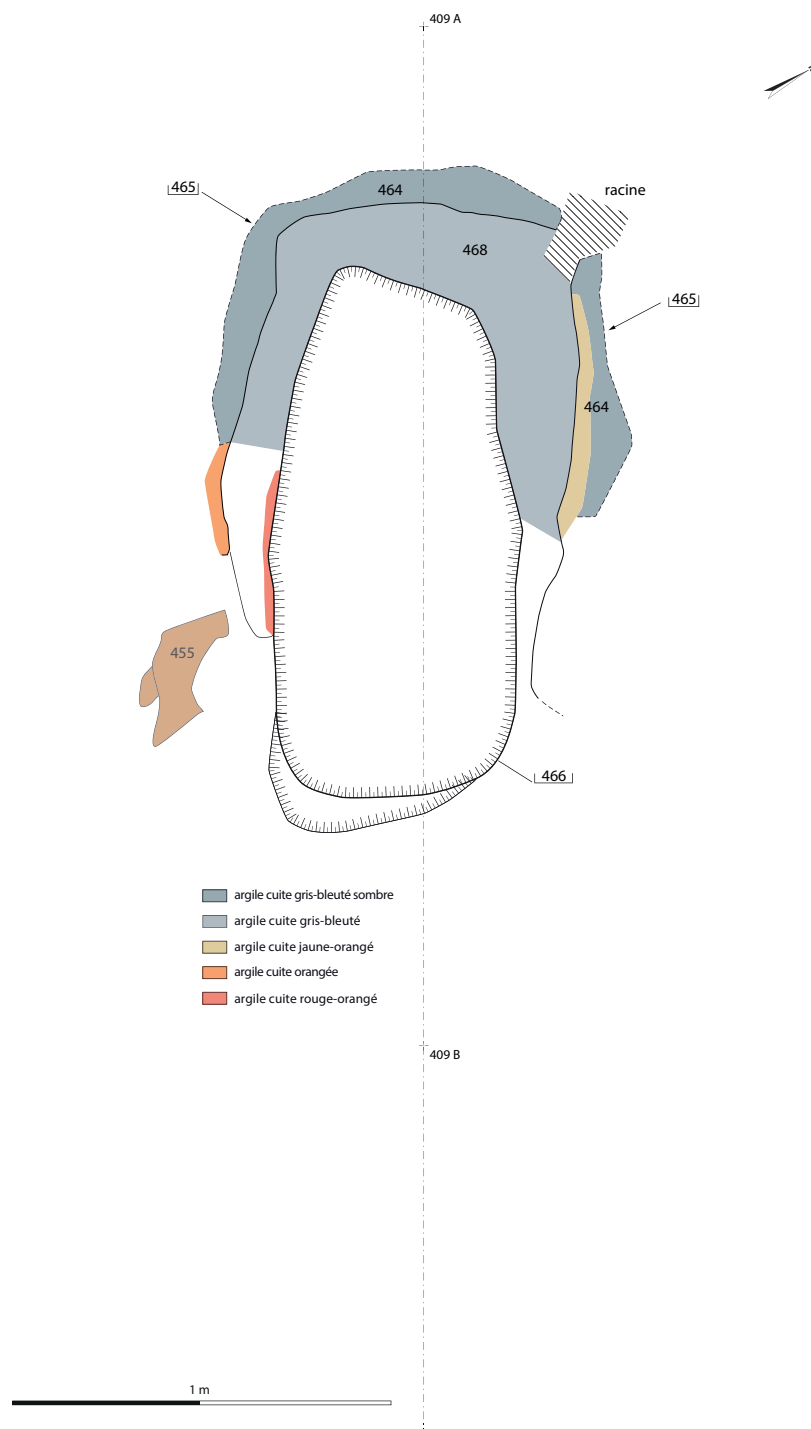 409 A
465
464
racine
468
465
464
455
466
argile cuite gris-bleuté sombre
argile cuite gris-bleuté
argile cuite jaune-orangé
argile cuite orangée
argile cuite rouge-orangé
409 B
1 m